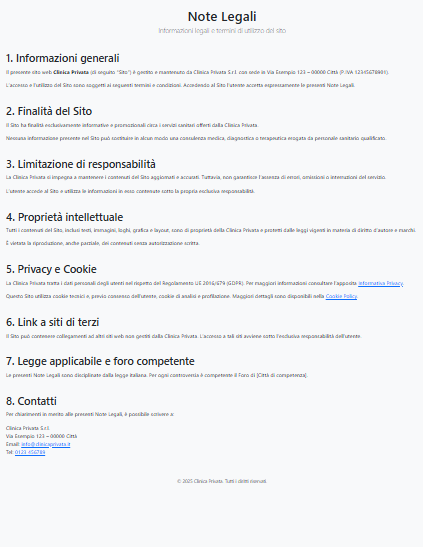 Note Legali
Informazioni legali e termini di utilizzo del sito
1. Informazioni generali
Il presente sito web Clinica Privata (di seguito "Sito") è gestito e mantenuto da Clinica Privata S.r.l. con sede in Via Esempio 123 – 00000 Città (P.IVA 12345678901).
L'accesso e l'utilizzo del Sito sono soggetti ai seguenti termini e condizioni. Accedendo al Sito l'utente accetta espressamente le presenti Note Legali.
2. Finalità del Sito
Il Sito ha finalità esclusivamente informative e promozionali circa i servizi sanitari offerti dalla Clinica Privata.
Nessuna informazione presente nel Sito può costituire in alcun modo una consulenza medica, diagnostica o terapeutica erogata da personale sanitario qualificato.
3. Limitazione di responsabilità
La Clinica Privata si impegna a mantenere i contenuti del Sito aggiornati e accurati. Tuttavia, non garantisce l'assenza di errori, omissioni o interruzioni del servizio.
L'utente accede al Sito e utilizza le informazioni in esso contenute sotto la propria esclusiva responsabilità.
4. Proprietà intellettuale
Tutti i contenuti del Sito, inclusi testi, immagini, loghi, grafica e layout, sono di proprietà della Clinica Privata e protetti dalle leggi vigenti in materia di diritto d'autore e marchi.
È vietata la riproduzione, anche parziale, dei contenuti senza autorizzazione scritta.
5. Privacy e Cookie
La Clinica Privata tratta i dati personali degli utenti nel rispetto del Regolamento UE 2016/679 (GDPR). Per maggiori informazioni consultare l'apposita Informativa Privacy.
Questo Sito utilizza cookie tecnici e, previo consenso dell'utente, cookie di analisi e profilazione. Maggiori dettagli sono disponibili nella Cookie Policy.
6. Link a siti di terzi
Il Sito può contenere collegamenti ad altri siti web non gestiti dalla Clinica Privata. L'accesso a tali siti avviene sotto l'esclusiva responsabilità dell'utente.
7. Legge applicabile e foro competente
Le presenti Note Legali sono disciplinate dalla legge italiana. Per ogni controversia è competente il Foro di [Città di competenza].
8. Contatti
Per chiarimenti in merito alle presenti Note Legali, è possibile scrivere a:
Clinica Privata S.r.l.
Via Esempio 123 – 00000 Città
Email: info@clinicaprivata.it
Tel: 0123 456789
© 2025 Clinica Privata. Tutti i diritti riservati.